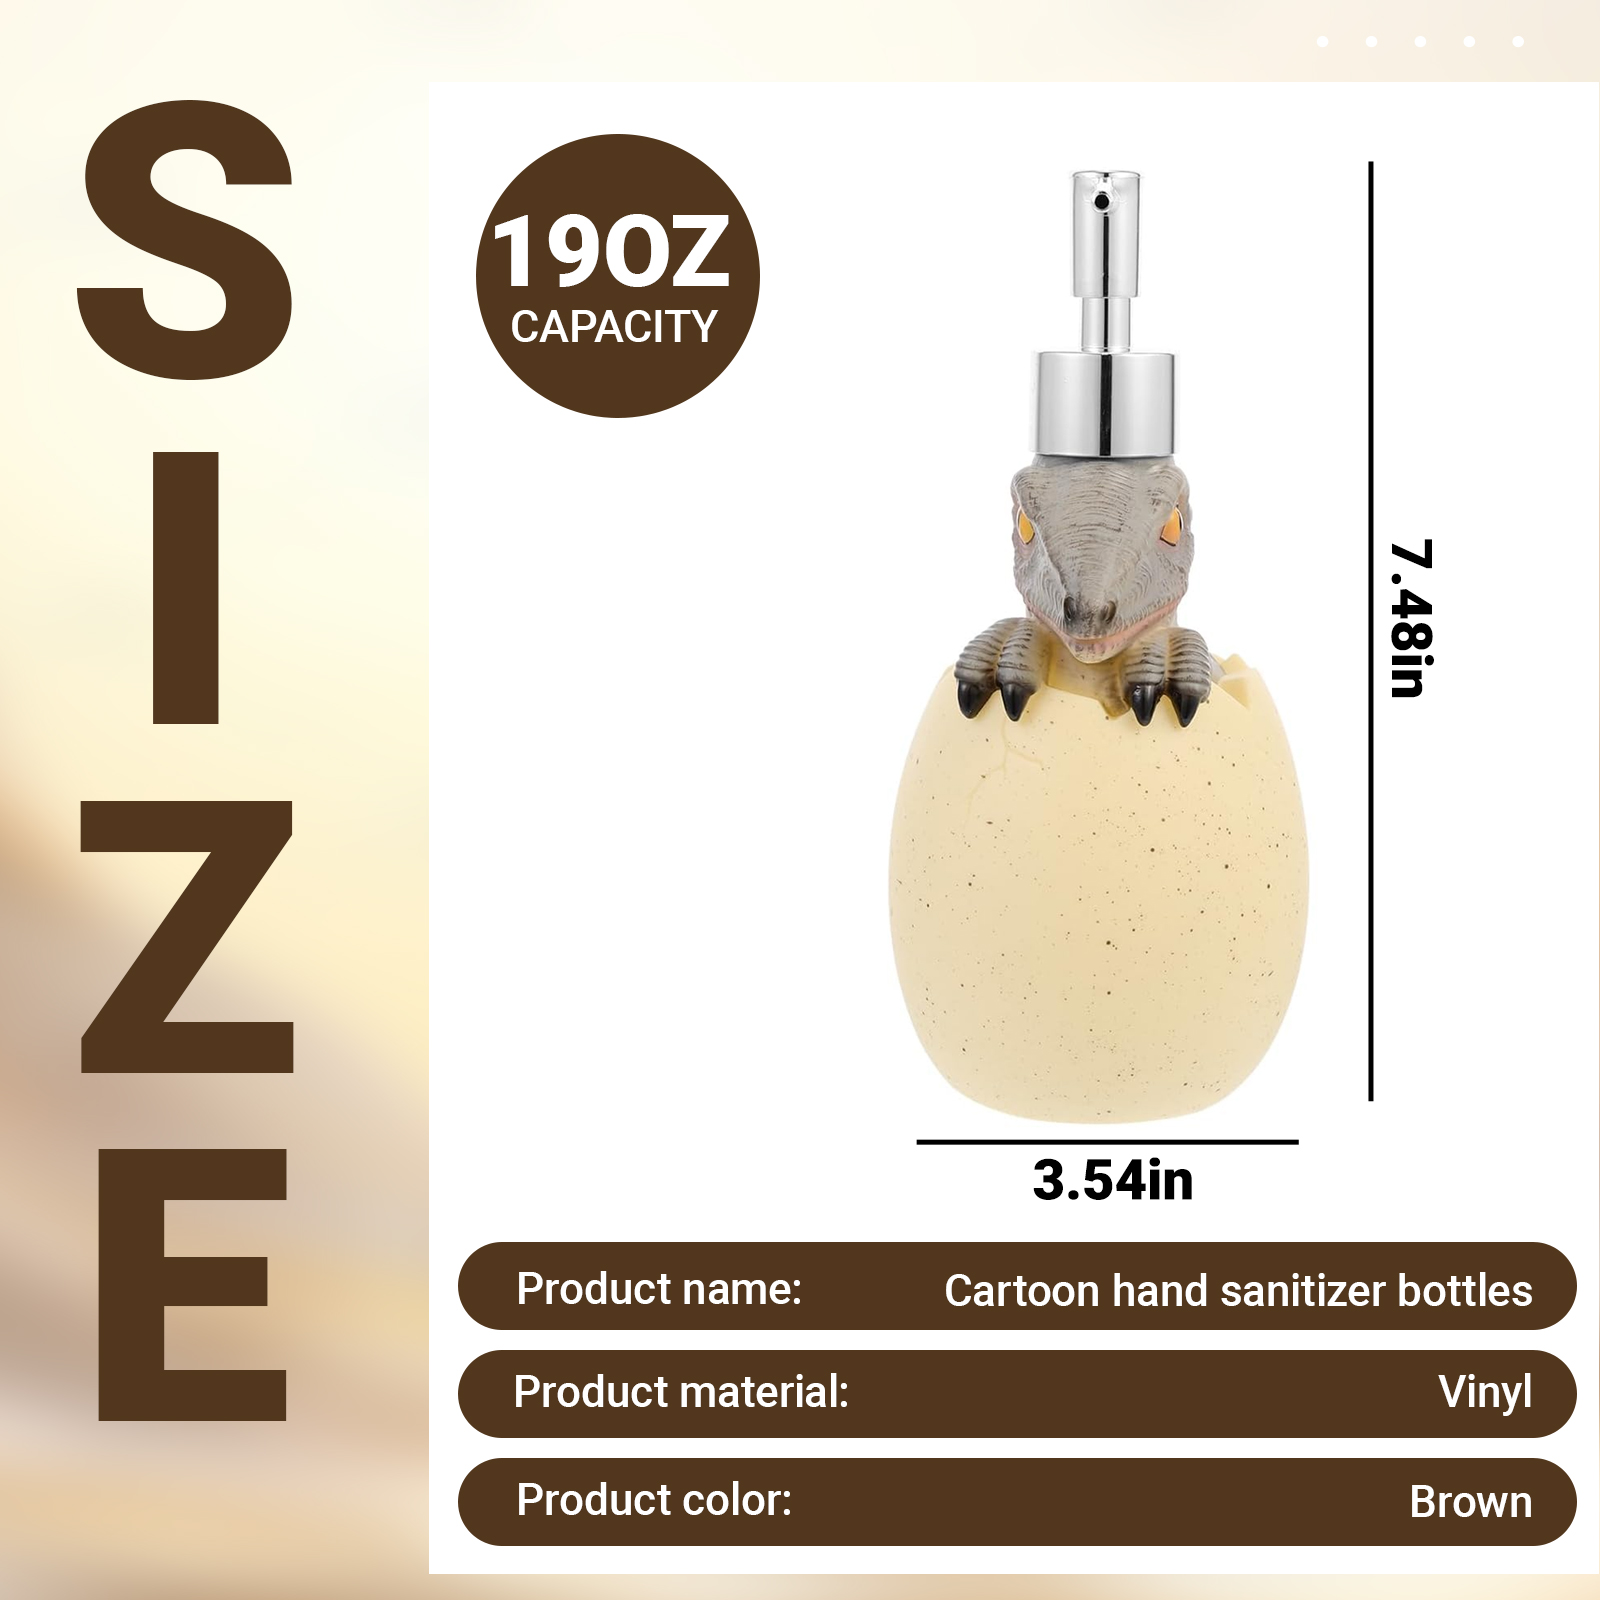 SIZE
19OZ
CAPACITY
7.48in
3.54in
Product name: Cartoon hand sanitizer bottles
Product material: Vinyl
Product color: Brown